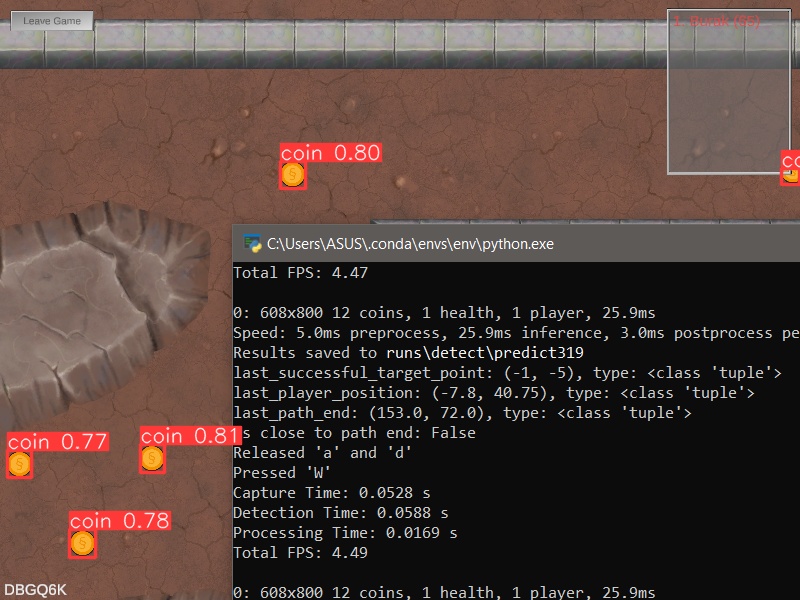 Leave Game
1. Burak (85)
coin 0.80
co
C:\Users\ASUS\.conda\envs\env\python.exe
Total FPS: 4.47
0: 608x800 12 coins, 1 health, 1 player, 25.9ms
Speed: 5.0ms preprocess, 25.9ms inference, 3.0ms postprocess pe
Results saved to runs\detect\predict319
last_successful_target_point: (-1, -5), type: <class 'tuple'>
last_player_position: (-7.8, 40.75), type: <class 'tuple'>
last_path_end: (153.0, 72.0), type: <class 'tuple'>
s close to path end: False
coin 0.77
coin 0.81
Released 'a' and 'd'
Pressed 'W'
Capture Time: 0.0528 s
Detection Time: 0.0588 s
coin 0.78
Processing Time: 0.0169 s
Total FPS: 4.49
DBGQ6K
0: 608x800 12 coins, 1 health, 1 player, 25.9ms